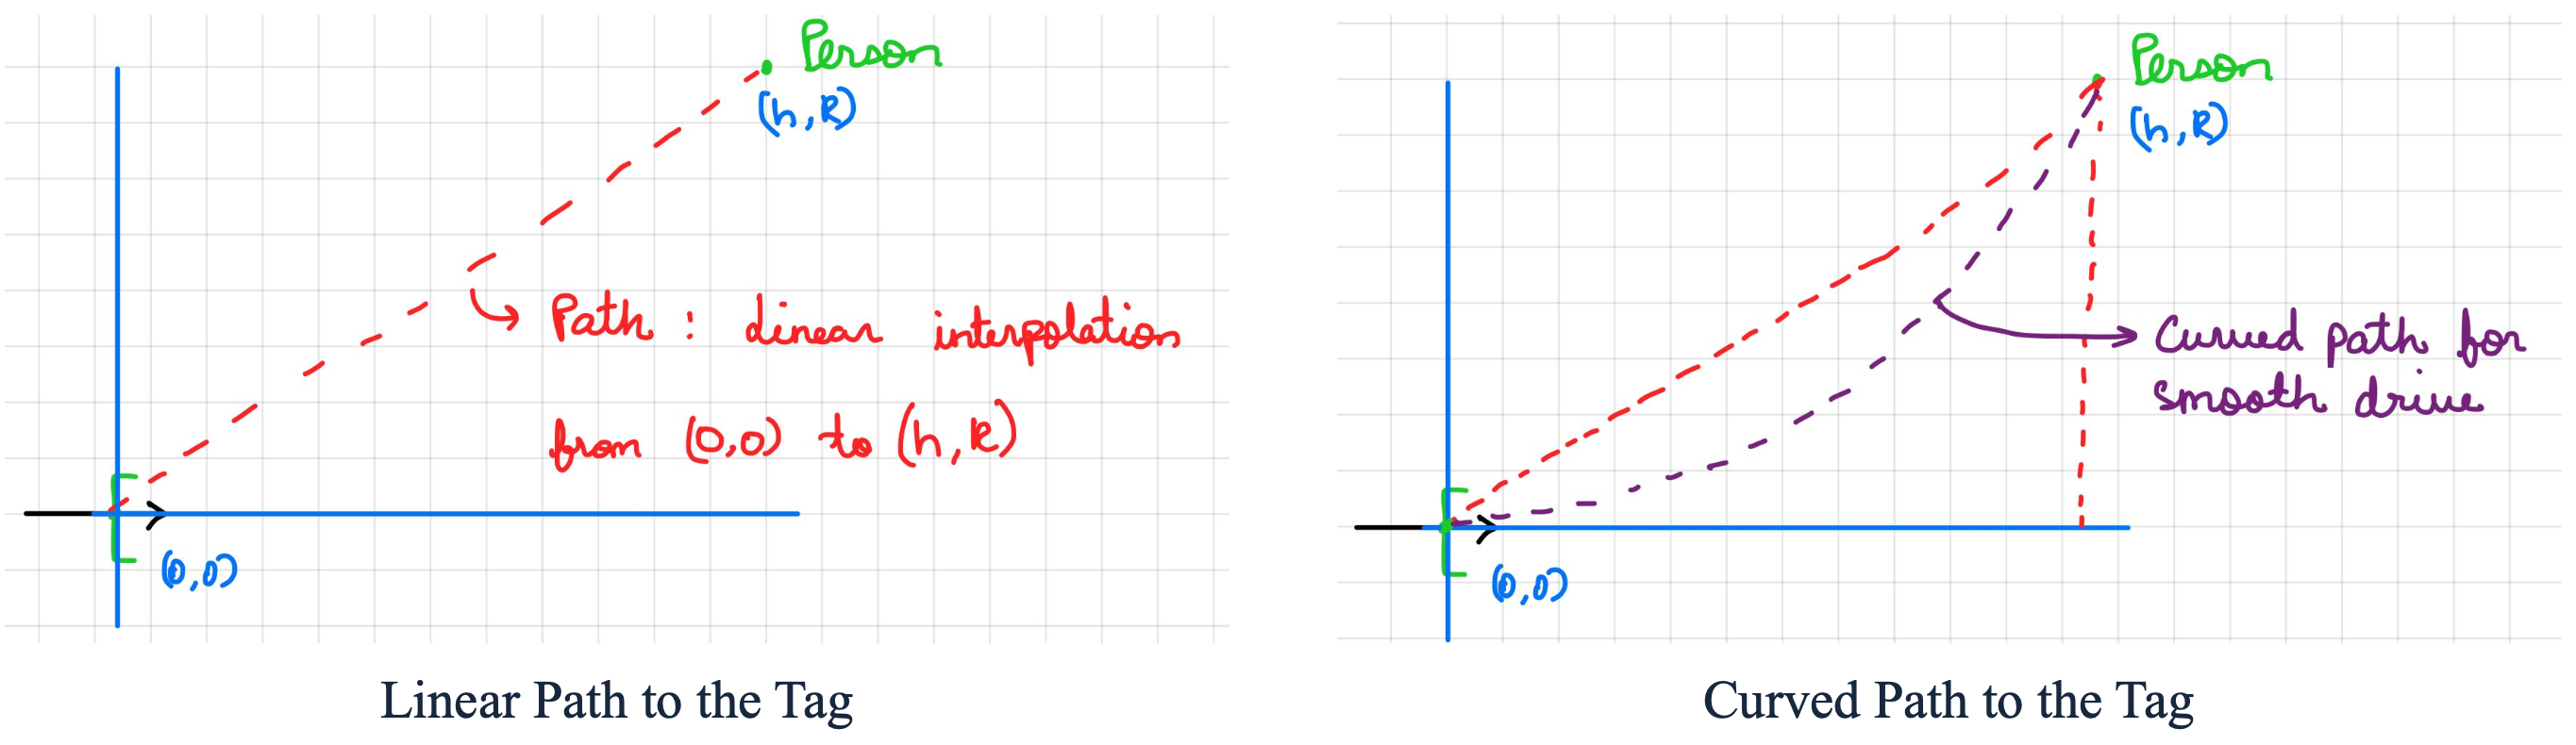 Person
(h,k)
Path : Linear interpolation
from (0,0) to (h,k)
(0,0)
Linear Path to the Tag
Person
(h,k)
Curved path for
smooth drive
(0,0)
Curved Path to the Tag